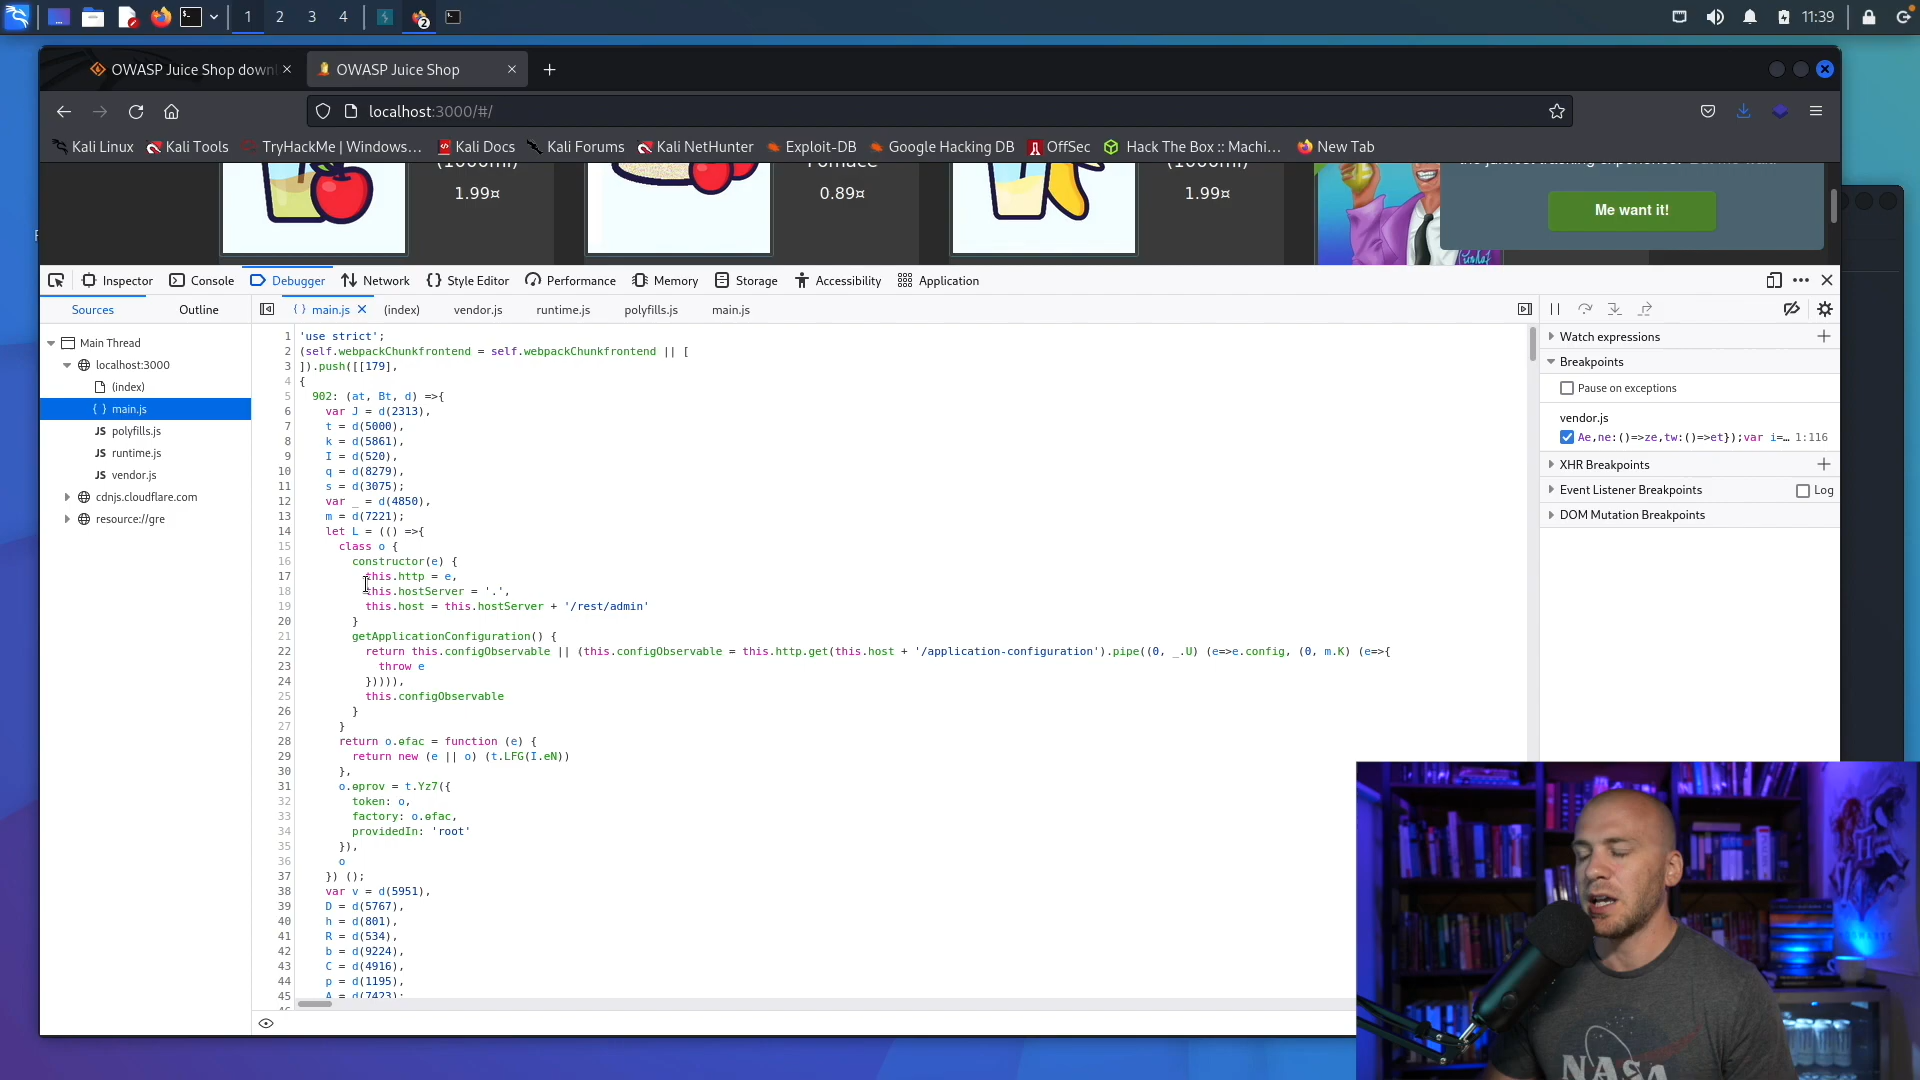 1
2
3
4
2
11:39
OWASP Juice Shop down
OWASP Juice Shop
localhost:3000/#/
Kali Linux
Kali Tools
TryHackMe | Windows…
Kali Docs
Kali Forums
Kali NetHunter
Exploit-DB
Google Hacking DB
OffSec
Hack The Box :: Machi…
New Tab
(1000ml)
1.99¤
Pomace
0.89¤
(1000ml)
1.99¤
Me want it!
Inspector
Console
Debugger
Network
Style Editor
Performance
Memory
Storage
Accessibility
Application
Sources
Outline
main.js
(index)
vendor.js
runtime.js
polyfills.js
main.js
Main Thread
localhost:3000
(index)
main.js
JS polyfills.js
JS runtime.js
JS vendor.js
cdnjs.cloudflare.com
resource://gre
1 'use strict';
2 (self.webpackChunkfrontend = self.webpackChunkfrontend || [
3 ]).push([[179],
4 {
5 902: (at, Bt, d) =>{
6 var J = d(2313),
7 t = d(5000),
8 k = d(5861),
9 I = d(520),
10 q = d(8279),
11 s = d(3075);
12 var _ = d(4850),
13 m = d(7221);
14 let L = (() =>{
15 class o {
16 constructor(e) {
17 this.http = e,
18 this.hostServer = '.',
19 this.host = this.hostServer + '/rest/admin'
20 }
21 getApplicationConfiguration() {
22 return this.configObservable || (this.configObservable = this.http.get(this.host + '/application-configuration').pipe((0, _.U) (e=>e.config, (0, m.K) (e=>{
23 throw e
24 })))),
25 this.configObservable
26 }
27 }
28 return o.ɵfac = function (e) {
29 return new (e || o) (t.LFG(I.eN))
30 },
31 o.ɵprov = t.Yz7({
32 token: o,
33 factory: o.ɵfac,
34 providedIn: 'root'
35 }),
36 o
37 }) ();
38 var v = d(5951),
39 D = d(5767),
40 h = d(801),
41 R = d(534),
42 b = d(9224),
43 C = d(4916),
44 p = d(1195),
45 A = d(7423);
Watch expressions
Breakpoints
Pause on exceptions
vendor.js
Ae,ne:()=>ze,tw:()=>et});var i=… 1:116
XHR Breakpoints
Event Listener Breakpoints
Log
DOM Mutation Breakpoints
NASA